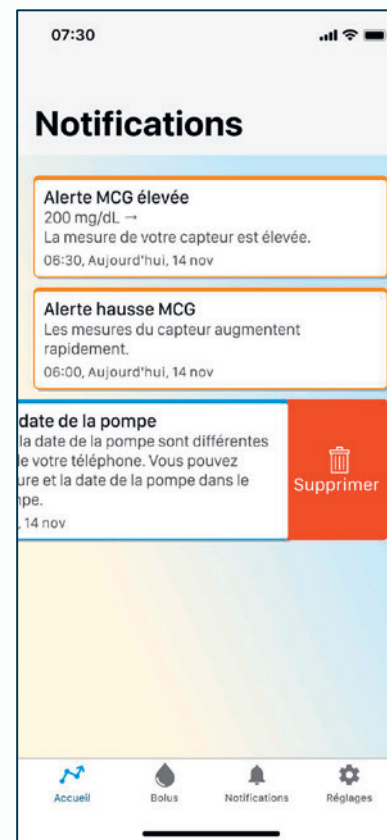 07:30
Notifications
Alerte MCG élevée
200 mg/dL →
La mesure de votre capteur est élevée.
06:30, Aujourd'hui, 14 nov
Alerte hausse MCG
Les mesures du capteur augmentent
rapidement.
06:00, Aujourd'hui, 14 nov
date de la pompe
la date de la pompe sont différentes
le votre téléphone. Vous pouvez
ure et la date de la pompe dans le
npe.
, 14 nov
Supprimer
Accueil
Bolus
Notifications
Réglages